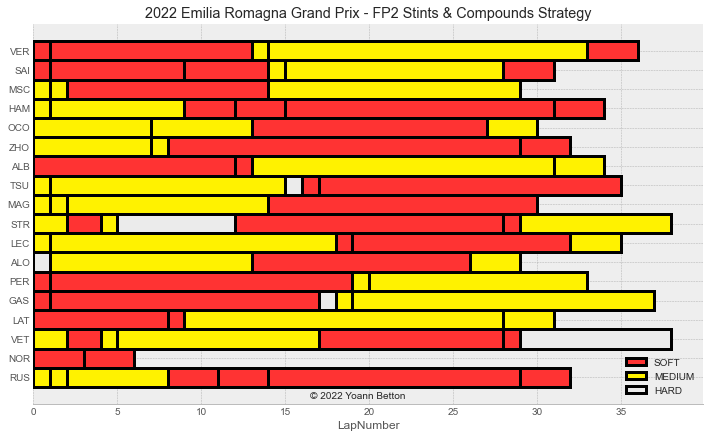 2022 Emilia Romagna Grand Prix - FP2 Stints & Compounds Strategy
VER
SAI
MSC
HAM
OCO
ZHO
ALB
TSU
MAG
STR
LEC
ALO
PER
GAS
LAT
VET
NOR
RUS
SOFT
MEDIUM
HARD
© 2022 Yoann Betton
0 5 10 15 20 25 30 35
LapNumber